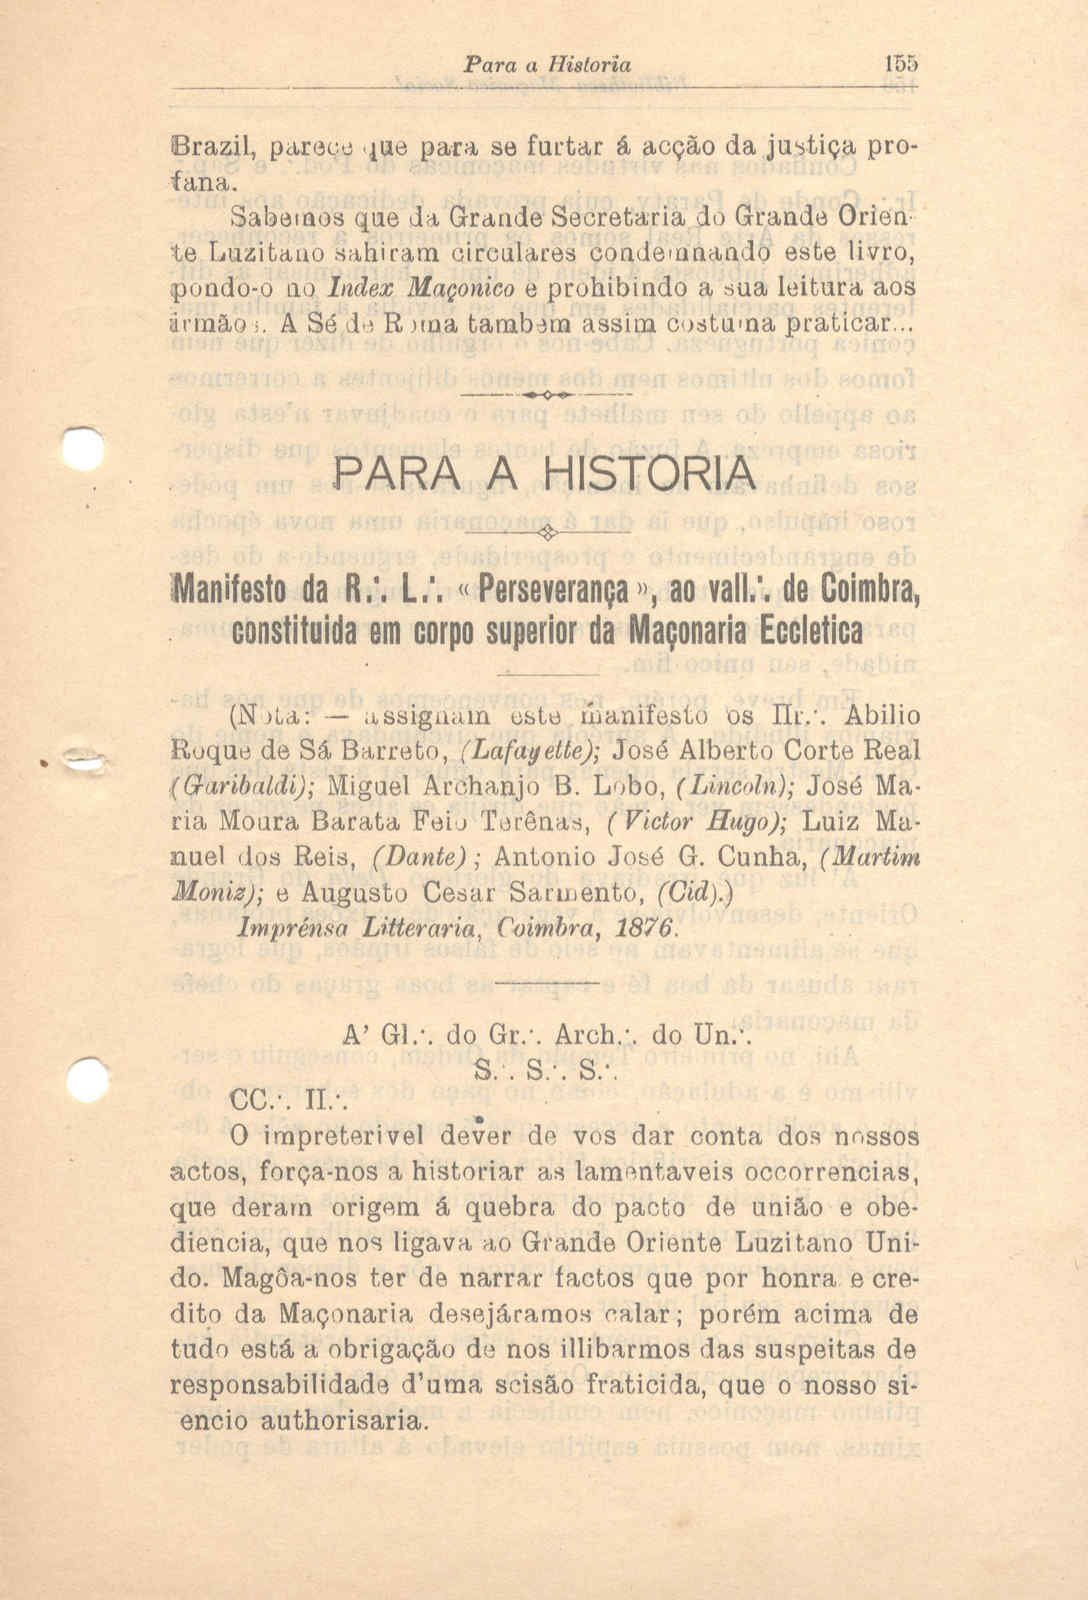 Para a Historia 155
Brazil, parece que para se furtar á acção da justiça pro-
fana.
Sabemos que da Grande Secretaria do Grande Orien-
te Luzitano sahiram circulares condemnando este livro,
pondo-o no Index Maçonico e prohibindo a sua leitura aos
irmãos. A Sé de Roma tambem assim costuma praticar...
PARA A HISTORIA
Manifesto da R.∴ L.∴ «Perseverança», ao vall.∴ de Coimbra,
constituida em corpo superior da Maçonaria Eccletica
(Nota: — assignam este manifesto os IIr.∴ Abilio
Roque de Sá Barreto, (Lafayette); José Alberto Corte Real
(Garibaldi); Miguel Archanjo B. Lobo, (Lincoln); José Ma-
ria Moura Barata Feio Terênas, (Victor Hugo); Luiz Ma-
nuel dos Reis, (Dante); Antonio José G. Cunha, (Martim
Moniz); e Augusto Cesar Sarmento, (Cid).)
Imprénsa Litteraria, Coimbra, 1876.
A' Gl.∴ do Gr.∴ Arch.∴ do Un.∴
S.∴ S.∴ S.∴
CC.∴ II.∴
O impreterivel dever de vos dar conta dos nossos
actos, força-nos a historiar as lamentaveis occorrencias,
que deram origem á quebra do pacto de união e obe-
diencia, que nos ligava ao Grande Oriente Luzitano Uni-
do. Magôa-nos ter de narrar factos que por honra e cre-
dito da Maçonaria desejáramos calar; porém acima de
tudo está a obrigação de nos illibarmos das suspeitas de
responsabilidade d'uma scisão fraticida, que o nosso si-
encio authorisaria.